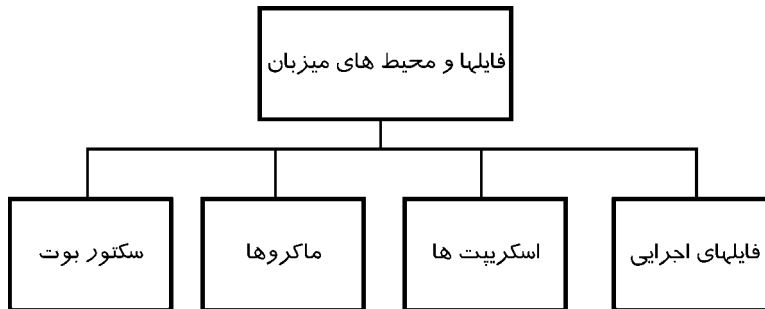 فایلها و محیط های میزبان
فایلهای اجرایی
اسکریپت ها
ماکروها
سکتور بوت